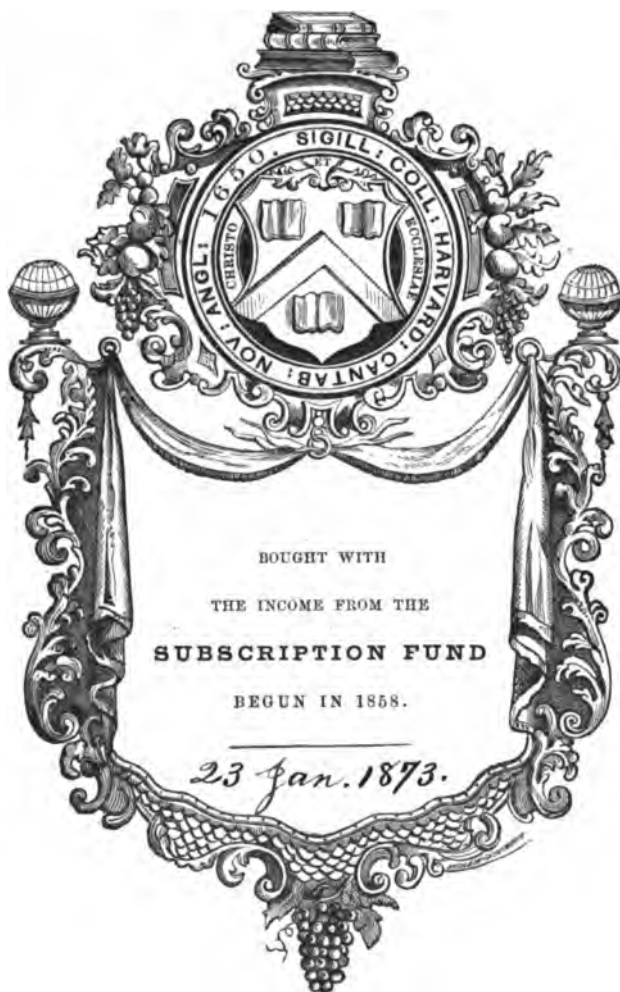 SIGILL: COLL: HARVARD: CANTAB: NOV: ANGL: 1650.
ET
CHRISTO
ECCLESIAE
BOUGHT WITH
THE INCOME FROM THE
SUBSCRIPTION FUND
BEGUN IN 1858.
23 Jan. 1873.